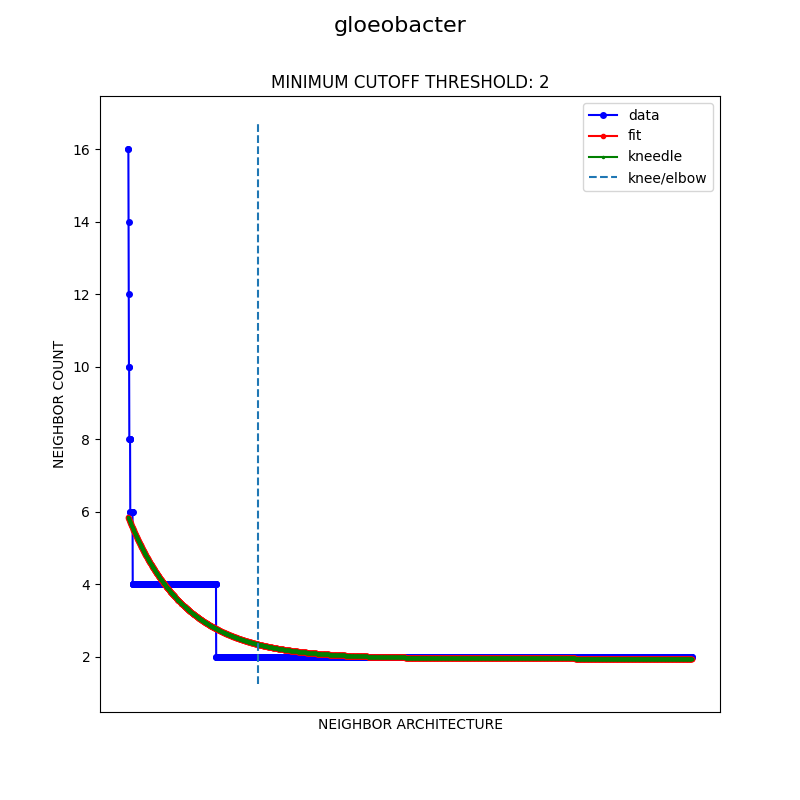 gloeobacter
MINIMUM CUTOFF THRESHOLD: 2
data
fit
kneedle
knee/elbow
16
14
12
10
8
6
4
2
NEIGHBOR COUNT
NEIGHBOR ARCHITECTURE